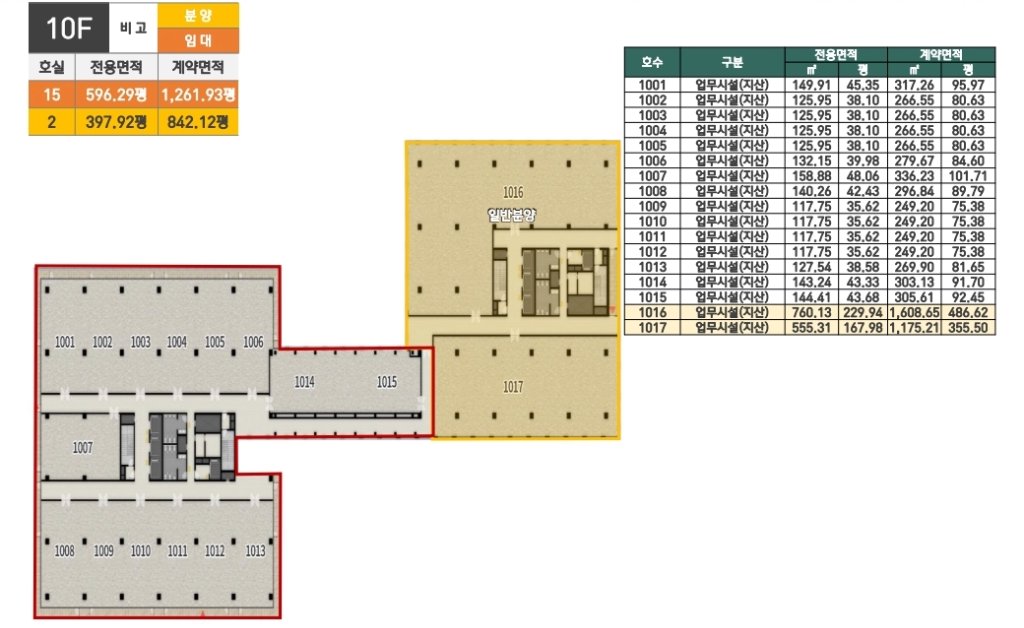 10F 비고 분양
임대
호실 전용면적 계약면적
15 596.29평 1,261.93평
2 397.92평 842.12평
호수 구분 전용면적 계약면적
㎡ 평 ㎡ 평
1001 업무시설(지산) 149.91 45.35 317.26 95.97
1002 업무시설(지산) 125.95 38.10 266.55 80.63
1003 업무시설(지산) 125.95 38.10 266.55 80.63
1004 업무시설(지산) 125.95 38.10 266.55 80.63
1005 업무시설(지산) 125.95 38.10 266.55 80.63
1006 업무시설(지산) 132.15 39.98 279.67 84.60
1007 업무시설(지산) 158.88 48.06 336.23 101.71
1008 업무시설(지산) 140.26 42.43 296.84 89.79
1009 업무시설(지산) 117.75 35.62 249.20 75.38
1010 업무시설(지산) 117.75 35.62 249.20 75.38
1011 업무시설(지산) 117.75 35.62 249.20 75.38
1012 업무시설(지산) 117.75 35.62 249.20 75.38
1013 업무시설(지산) 127.54 38.58 269.90 81.65
1014 업무시설(지산) 143.24 43.33 303.13 91.70
1015 업무시설(지산) 144.41 43.68 305.61 92.45
1016 업무시설(지산) 760.13 229.94 1,608.65 486.62
1017 업무시설(지산) 555.31 167.98 1,175.21 355.50
1016
일반분양
1001 1002 1003 1004 1005 1006
1014 1015
1017
1007
1008 1009 1010 1011 1012 1013